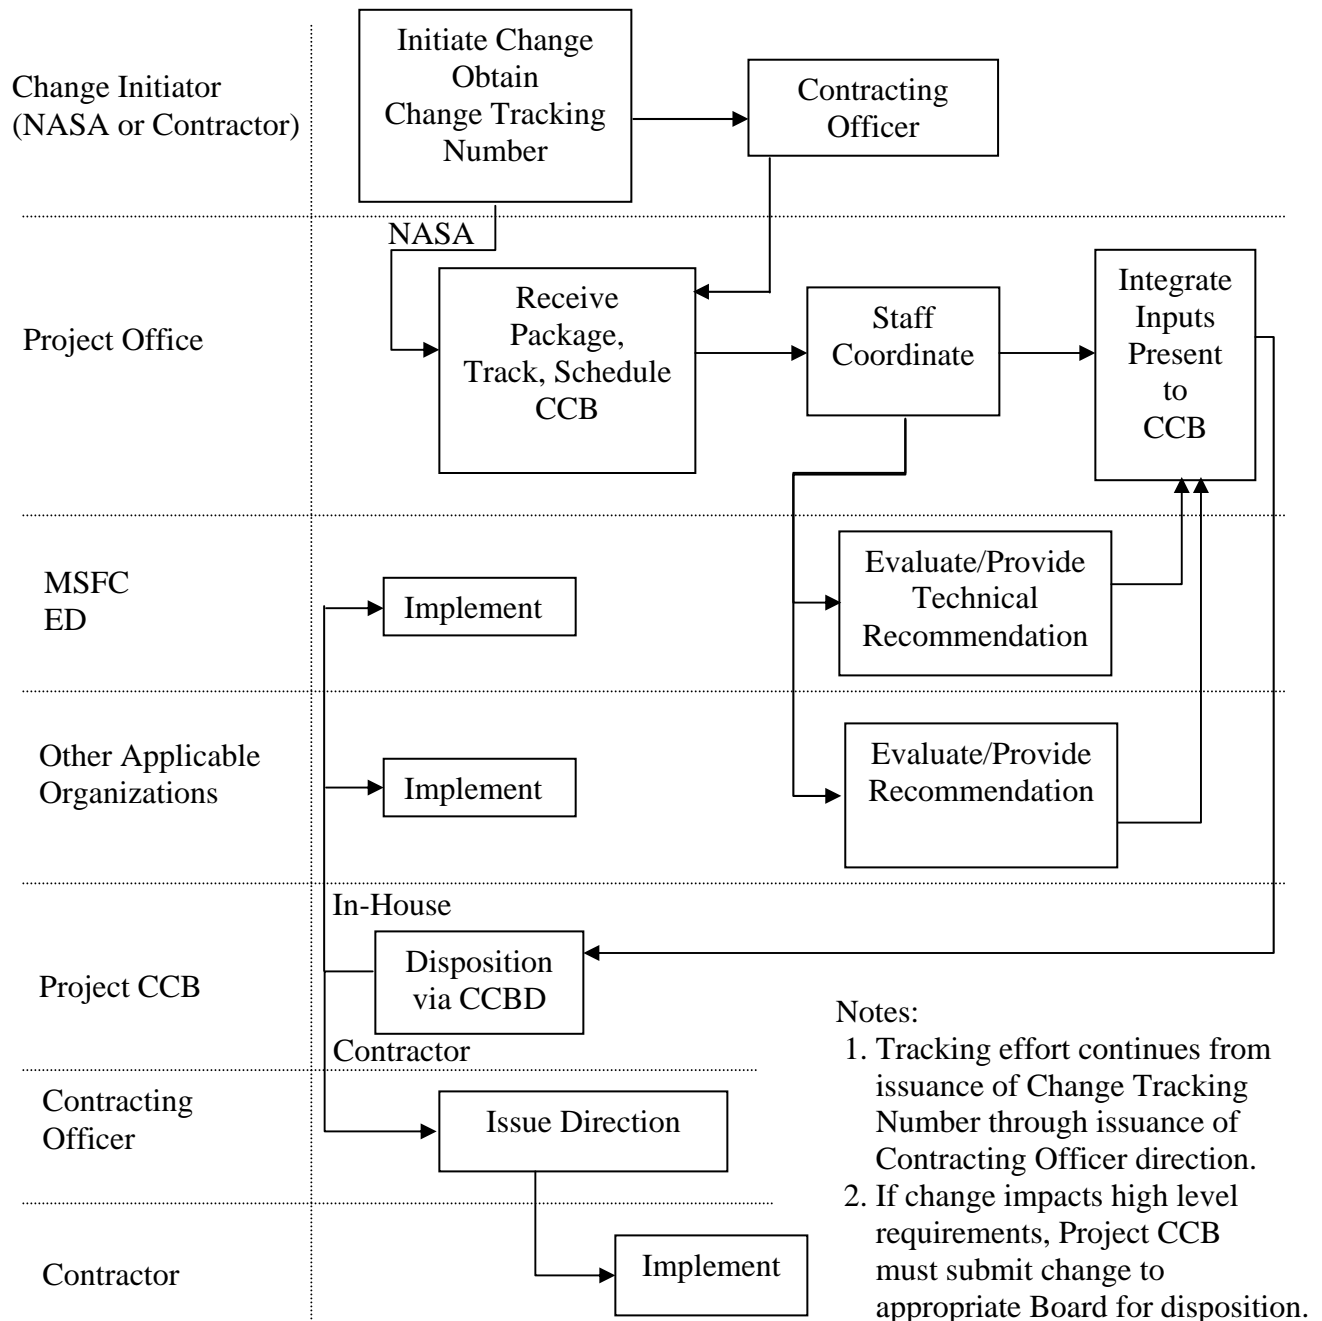 Change Initiator
(NASA or Contractor)
Initiate Change
Obtain
Change Tracking
Number
Contracting
Officer
NASA
Project Office
Receive
Package,
Track, Schedule
CCB
Staff
Coordinate
Integrate
Inputs
Present
to
CCB
MSFC
ED
Implement
Evaluate/Provide
Technical
Recommendation
Other Applicable
Organizations
Implement
Evaluate/Provide
Recommendation
In-House
Project CCB
Disposition
via CCBD
Contractor
Contracting
Officer
Issue Direction
Contractor
Implement
Notes:
1. Tracking effort continues from
issuance of Change Tracking
Number through issuance of
Contracting Officer direction.
2. If change impacts high level
requirements, Project CCB
must submit change to
appropriate Board for disposition.